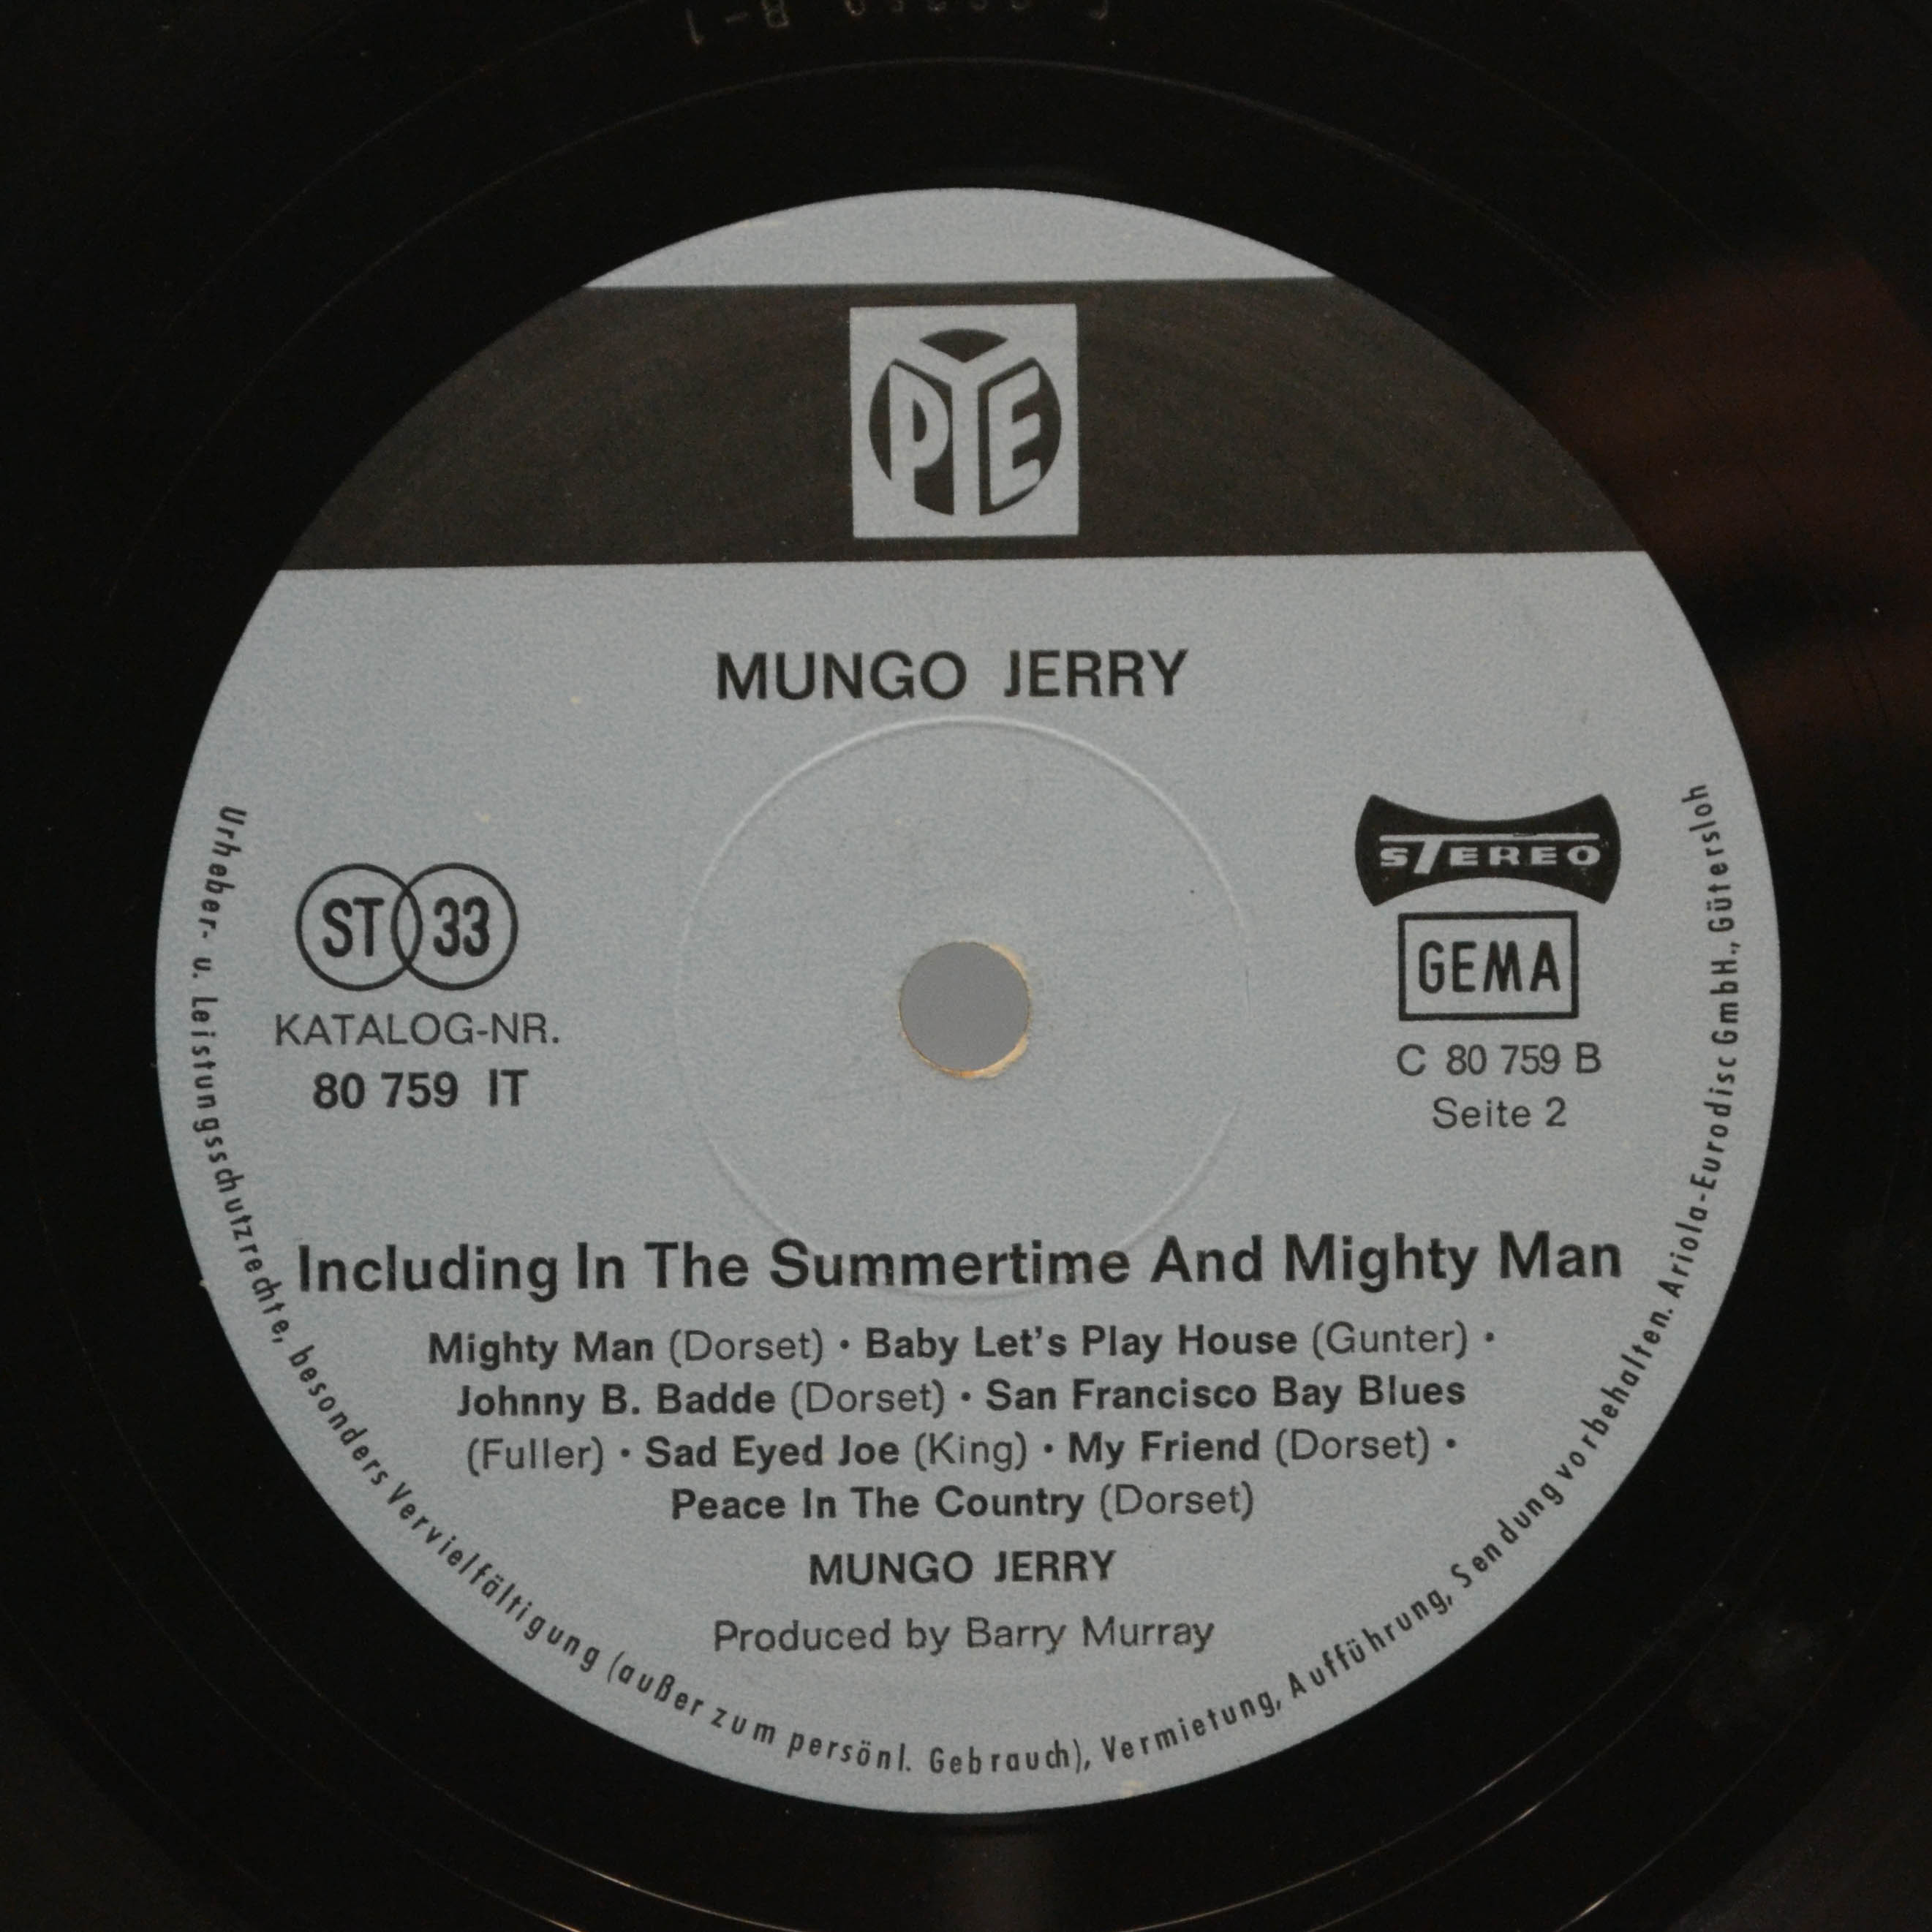 PYE
MUNGO JERRY
STEREO
ST 33
GEMA
KATALOG-NR.
80 759 IT
C 80 759 B
Seite 2
Including In The Summertime And Mighty Man
Mighty Man (Dorset) • Baby Let's Play House (Gunter) •
Johnny B. Badde (Dorset) • San Francisco Bay Blues
(Fuller) • Sad Eyed Joe (King) • My Friend (Dorset) •
Peace In The Country (Dorset)
MUNGO JERRY
Produced by Barry Murray
Urheber- u. Leistungsschutzrechte, besonders Vervielfältigung (außer zum persönl. Gebrauch), Vermietung, Aufführung, Sendung vorbehalten. Ariola-Eurodisc GmbH., Gütersloh